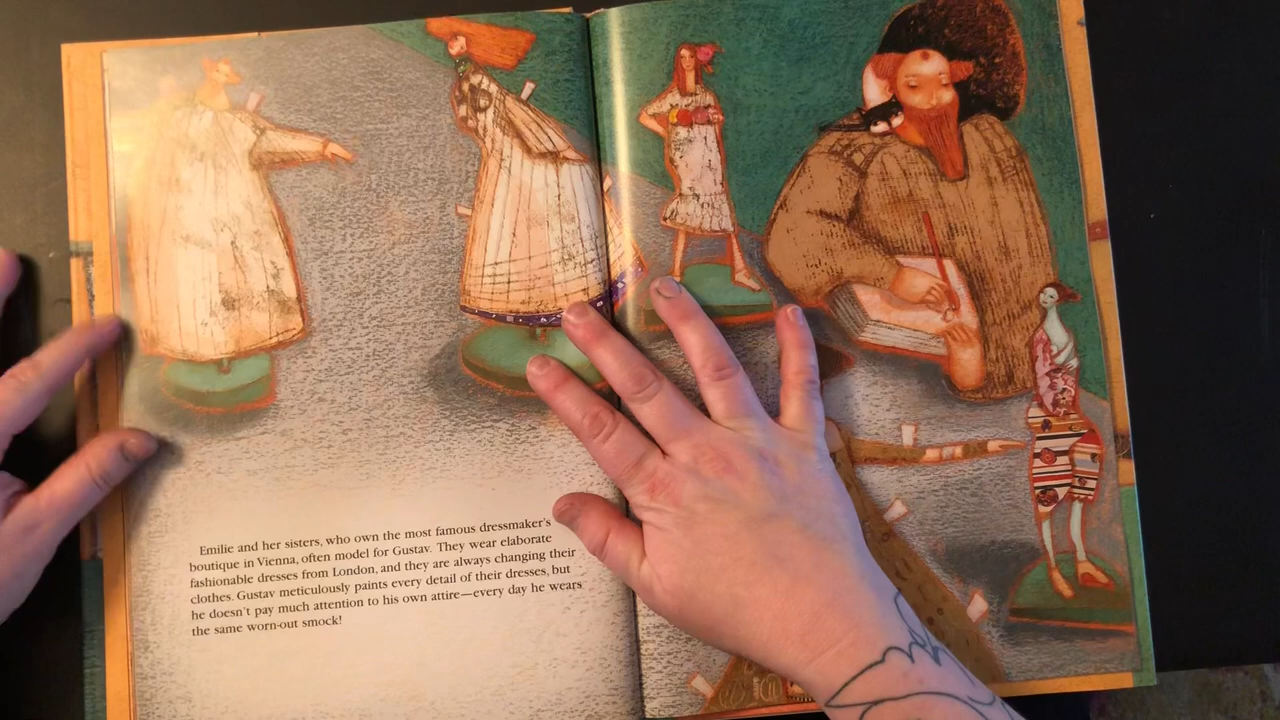 Emilie and her sisters, who own the most famous dressmaker's
boutique in Vienna, often model for Gustav. They wear elaborate
fashionable dresses from London, and they are always changing their
clothes. Gustav meticulously paints every detail of their dresses, but
he doesn't pay much attention to his own attire—every day he wears
the same worn-out smock!